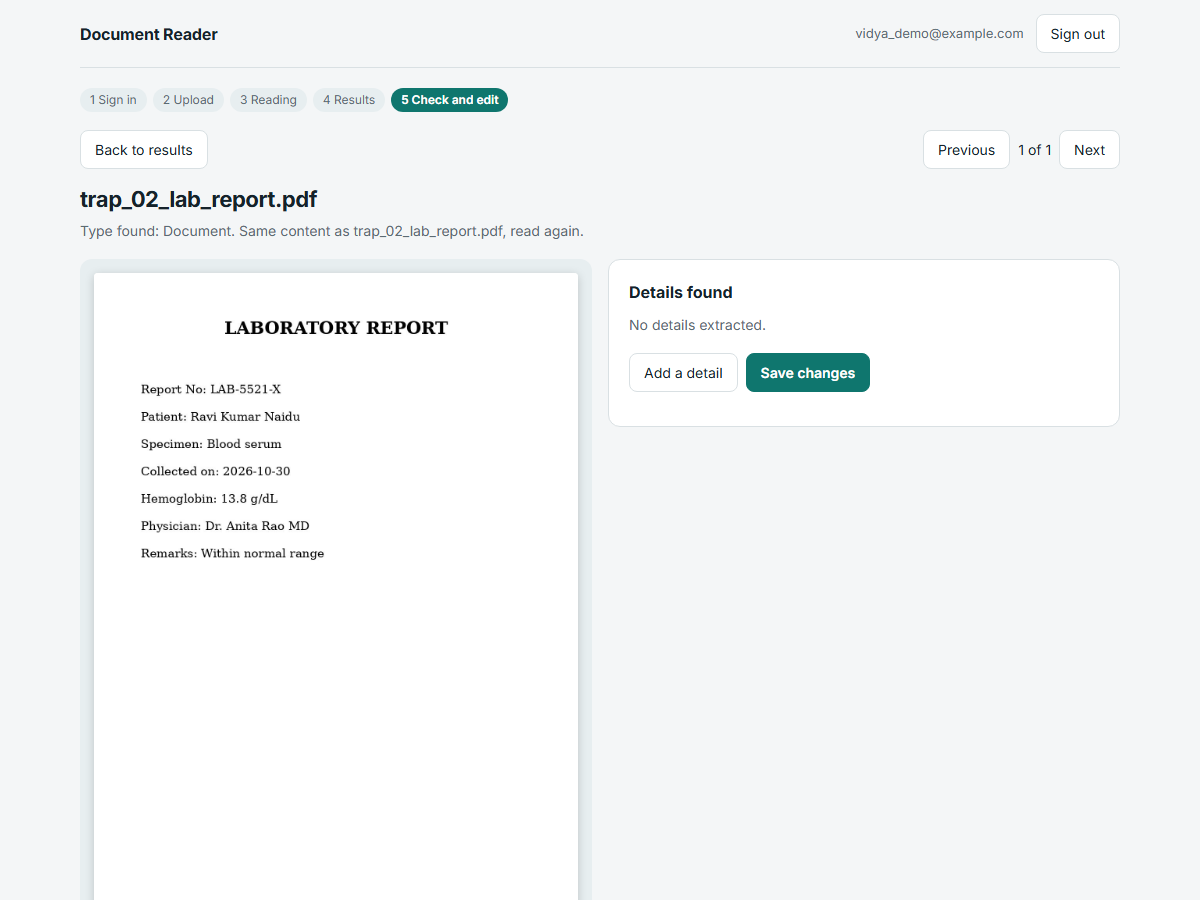 Document Reader
vidya_demo@example.com
Sign out
1 Sign in
2 Upload
3 Reading
4 Results
5 Check and edit
Back to results
Previous
1 of 1
Next
trap_02_lab_report.pdf
Type found: Document. Same content as trap_02_lab_report.pdf, read again.
LABORATORY REPORT
Report No: LAB-5521-X
Patient: Ravi Kumar Naidu
Specimen: Blood serum
Collected on: 2026-10-30
Hemoglobin: 13.8 g/dL
Physician: Dr. Anita Rao MD
Remarks: Within normal range
Details found
No details extracted.
Add a detail
Save changes